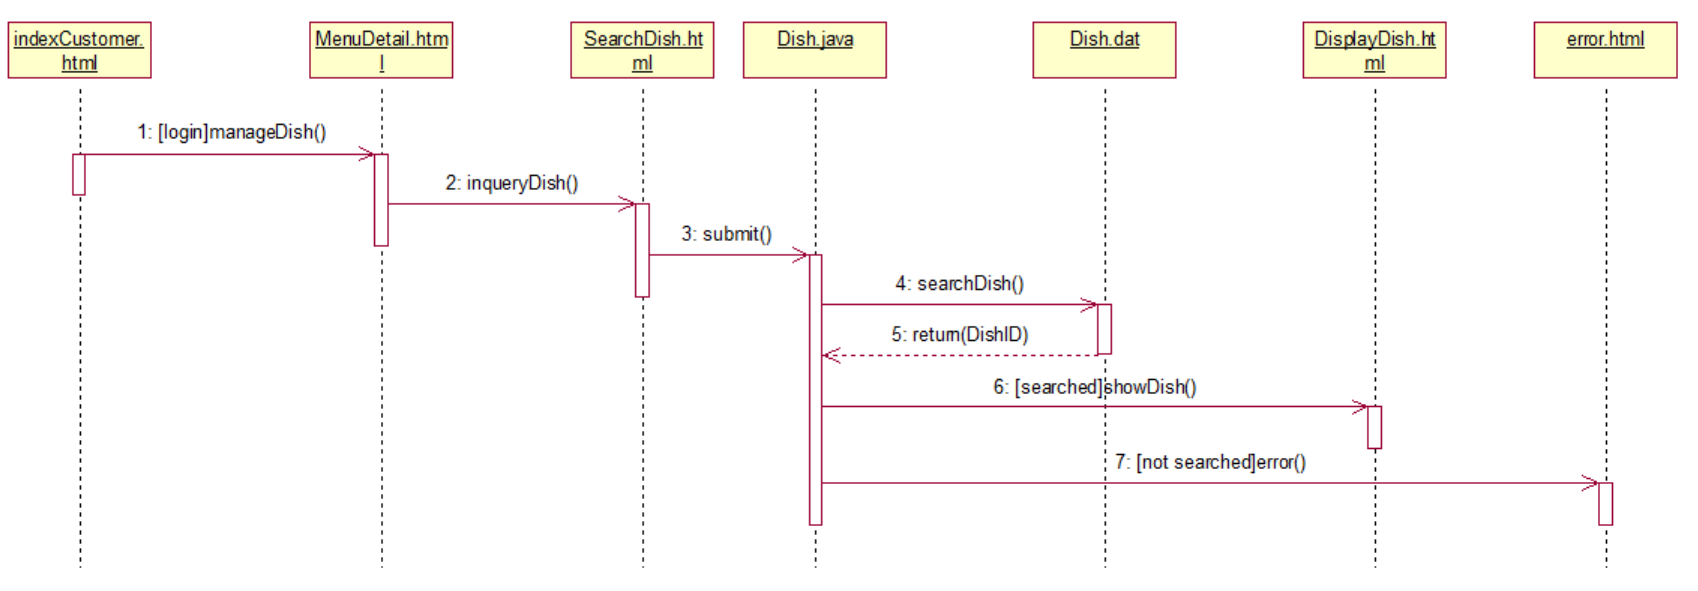 indexCustomer.
html
MenuDetail.htm
l
SearchDish.ht
ml
Dish.java
Dish.dat
DisplayDish.ht
ml
error.html
1: [login]manageDish()
2: inqueryDish()
3: submit()
4: searchDish()
5: return(DishID)
6: [searched]showDish()
7: [not searched]error()